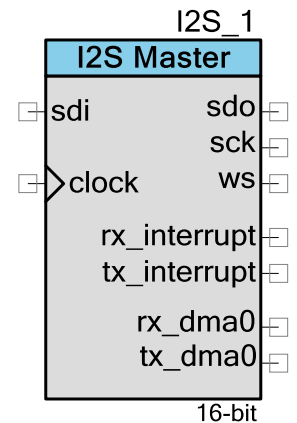 I2S_1
I2S Master
sdi
sdo
sck
clock
ws
rx_interrupt
tx_interrupt
rx_dma0
tx_dma0
16-bit